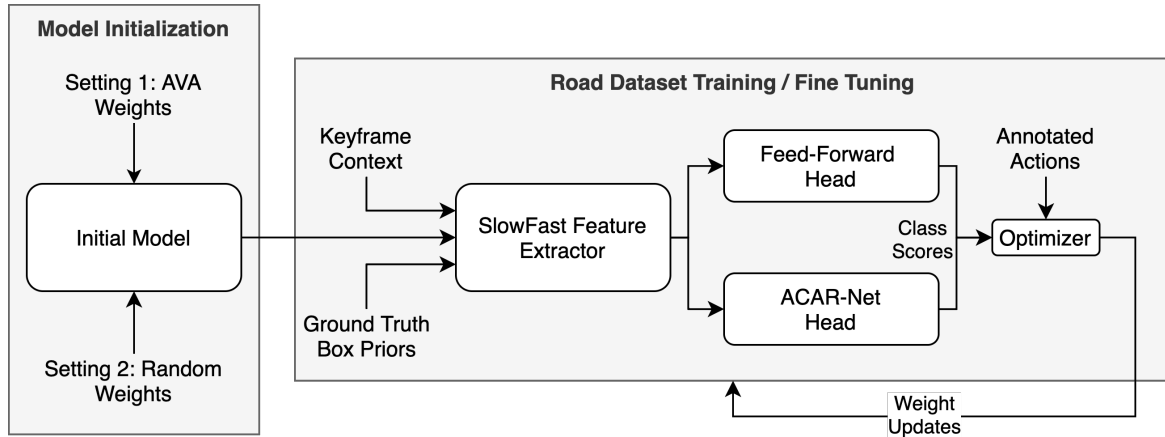 Model Initialization
Setting 1: AVA
Weights
Initial Model
Setting 2: Random
Weights
Road Dataset Training / Fine Tuning
Keyframe
Context
SlowFast Feature
Extractor
Ground Truth
Box Priors
Feed-Forward
Head
Class
Scores
ACAR-Net
Head
Annotated
Actions
Optimizer
Weight
Updates